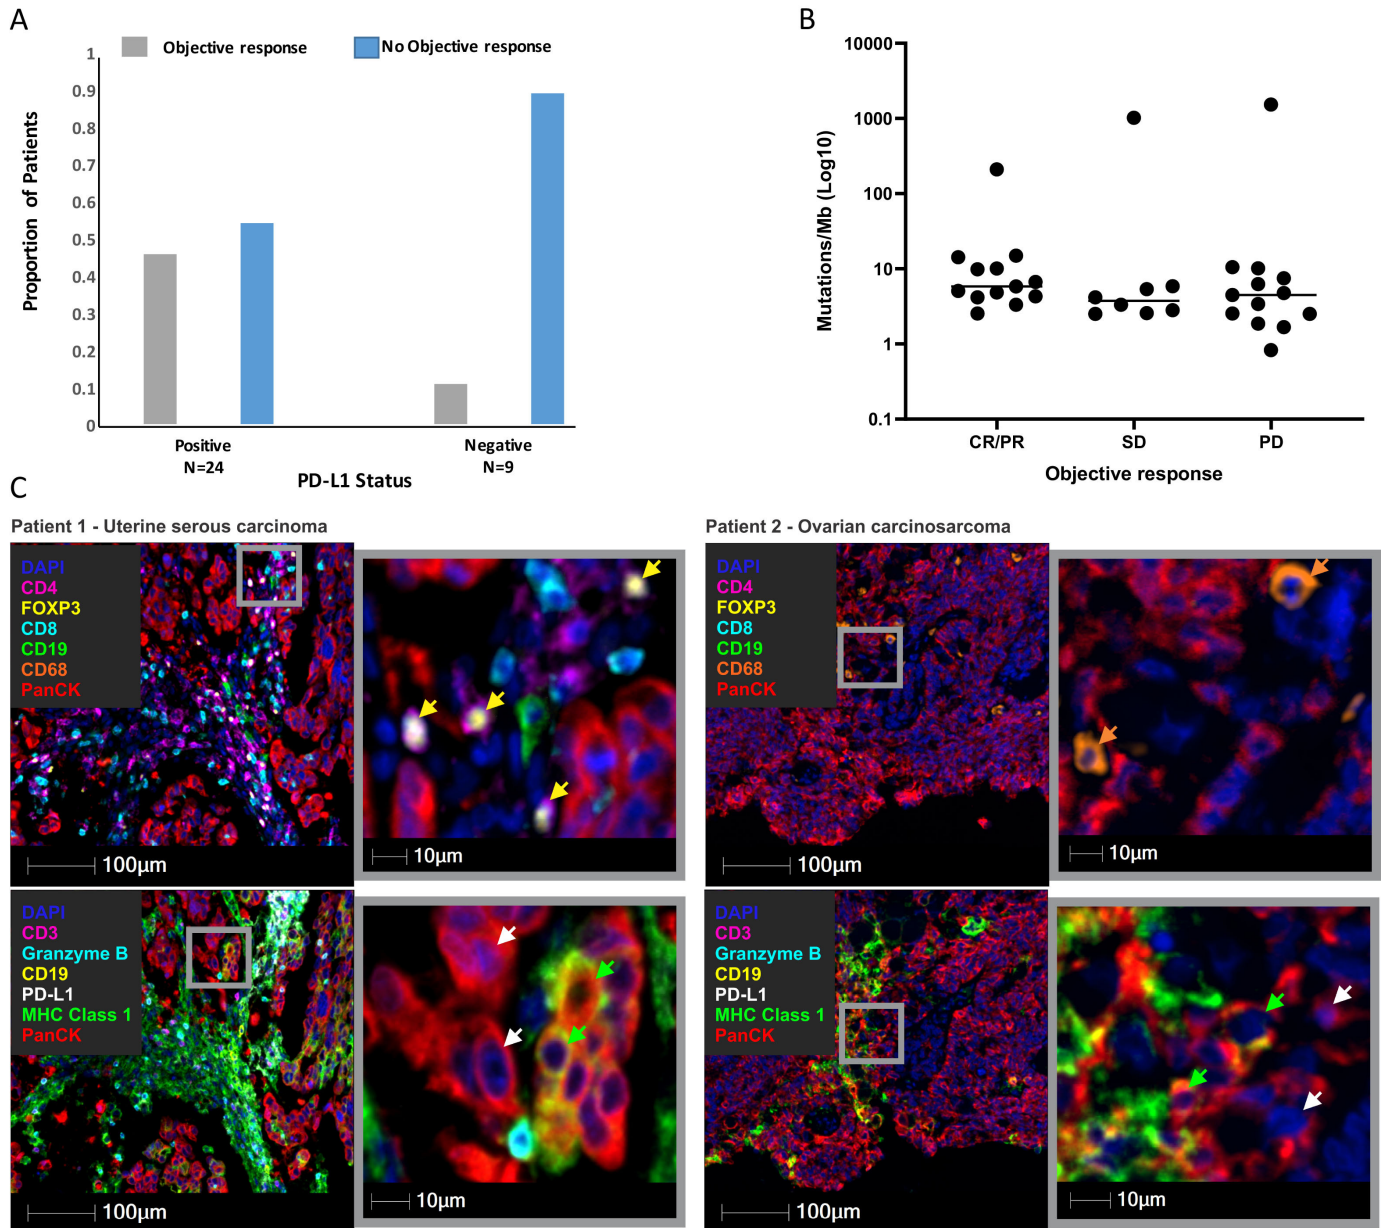 A
Objective response
No Objective response
Proportion of Patients
1
0.9
0.8
0.7
0.6
0.5
0.4
0.3
0.2
0.1
0
Positive
N=24
Negative
N=9
PD-L1 Status
B
Mutations/Mb (Log10)
10000
1000
100
10
1
0.1
CR/PR
SD
PD
Objective response
C
Patient 1 - Uterine serous carcinoma
DAPI
CD4
FOXP3
CD8
CD19
CD68
PanCK
100µm
10µm
Patient 2 - Ovarian carcinosarcoma
DAPI
CD4
FOXP3
CD8
CD19
CD68
PanCK
100µm
10µm
DAPI
CD3
Granzyme B
CD19
PD-L1
MHC Class 1
PanCK
100µm
10µm
DAPI
CD3
Granzyme B
CD19
PD-L1
MHC Class 1
PanCK
100µm
10µm